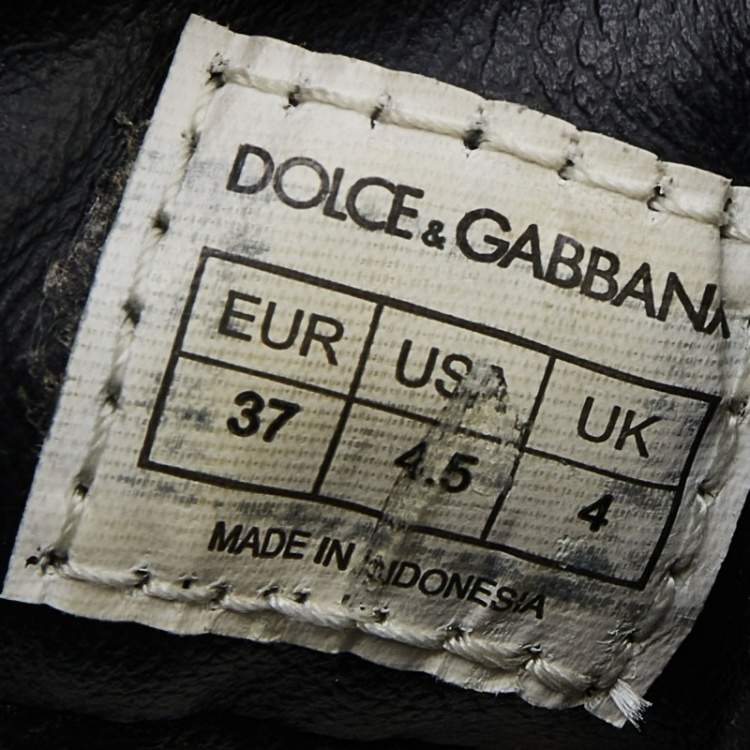 DOLCE & GABBANA
EUR USA UK
37 4.5 4
MADE IN INDONESIA